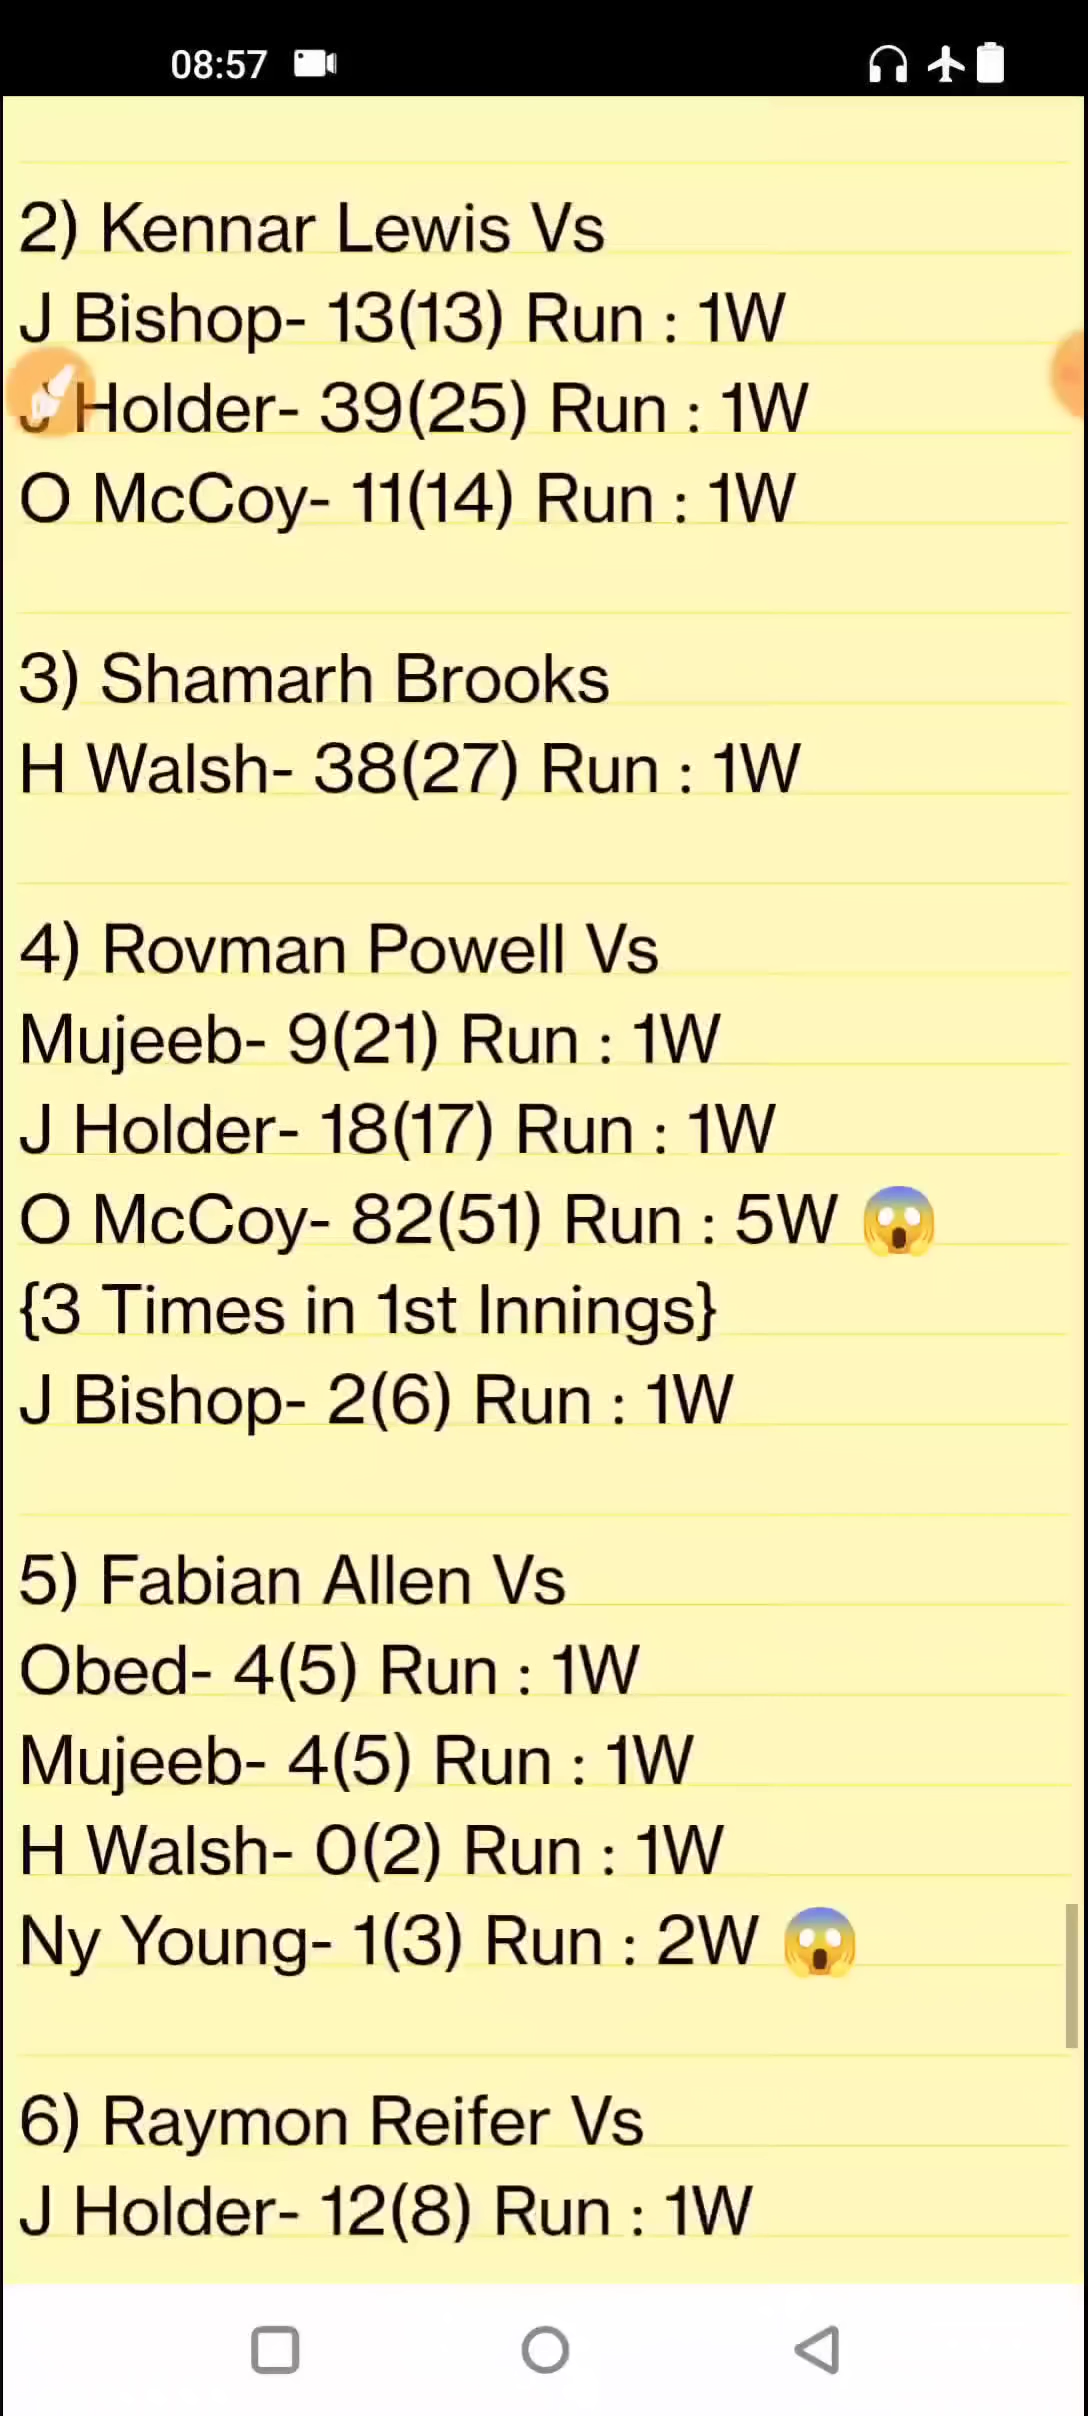 08:57
2) Kennar Lewis Vs
J Bishop- 13(13) Run : 1W
J Holder- 39(25) Run : 1W
O McCoy- 11(14) Run : 1W
3) Shamarh Brooks
H Walsh- 38(27) Run : 1W
4) Rovman Powell Vs
Mujeeb- 9(21) Run : 1W
J Holder- 18(17) Run : 1W
O McCoy- 82(51) Run : 5W 😱
{3 Times in 1st Innings}
J Bishop- 2(6) Run : 1W
5) Fabian Allen Vs
Obed- 4(5) Run : 1W
Mujeeb- 4(5) Run : 1W
H Walsh- 0(2) Run : 1W
Ny Young- 1(3) Run : 2W 😱
6) Raymon Reifer Vs
J Holder- 12(8) Run : 1W